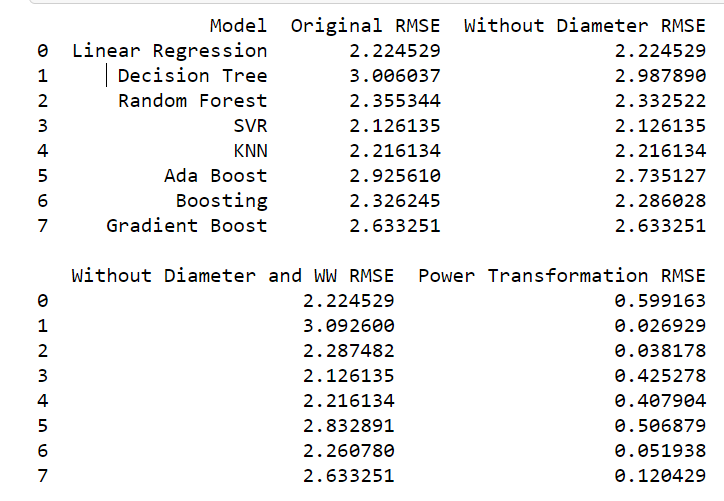 Model Original RMSE Without Diameter RMSE
0 Linear Regression 2.224529 2.224529
1 Decision Tree 3.006037 2.987890
2 Random Forest 2.355344 2.332522
3 SVR 2.126135 2.126135
4 KNN 2.216134 2.216134
5 Ada Boost 2.925610 2.735127
6 Boosting 2.326245 2.286028
7 Gradient Boost 2.633251 2.633251
Without Diameter and WW RMSE Power Transformation RMSE
0 2.224529 0.599163
1 3.092600 0.026929
2 2.287482 0.038178
3 2.126135 0.425278
4 2.216134 0.407904
5 2.832891 0.506879
6 2.260780 0.051938
7 2.633251 0.120429